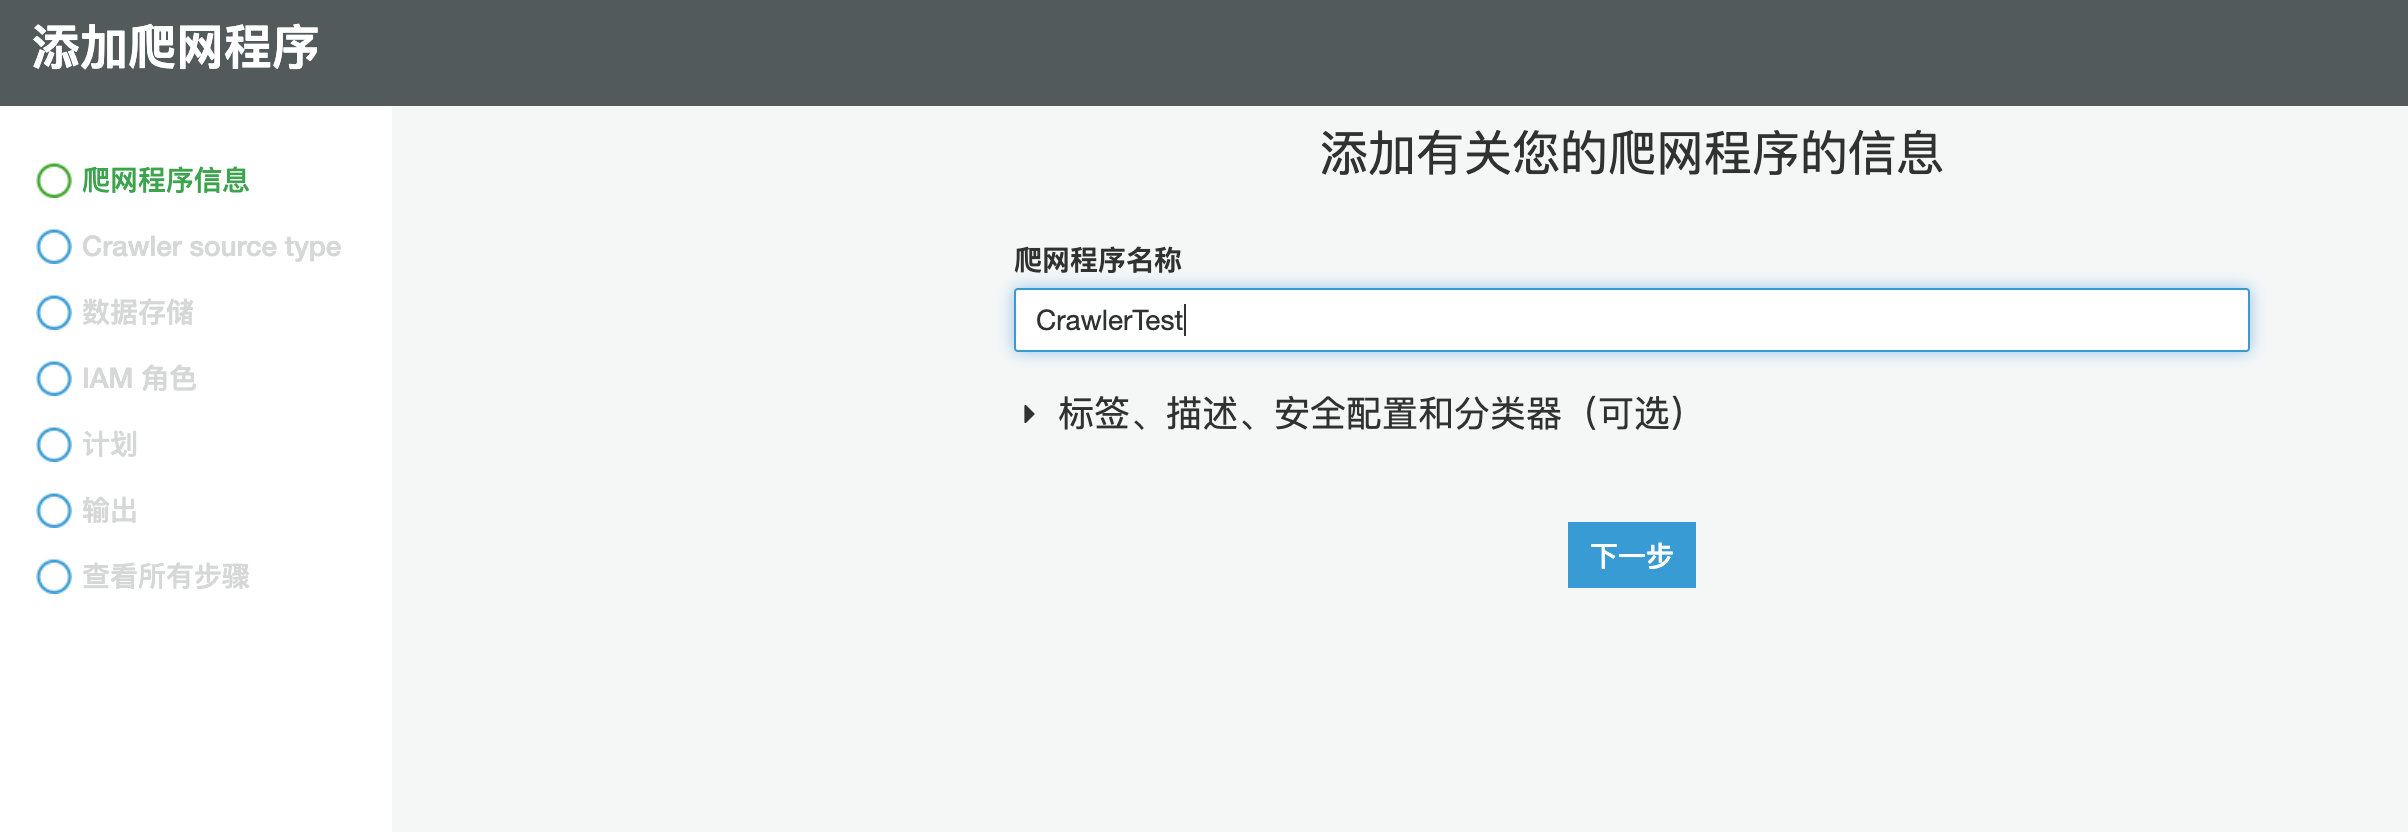 添加爬网程序
爬网程序信息
Crawler source type
数据存储
IAM 角色
计划
输出
查看所有步骤
添加有关您的爬网程序的信息
爬网程序名称
CrawlerTest
标签、描述、安全配置和分类器（可选）
下一步